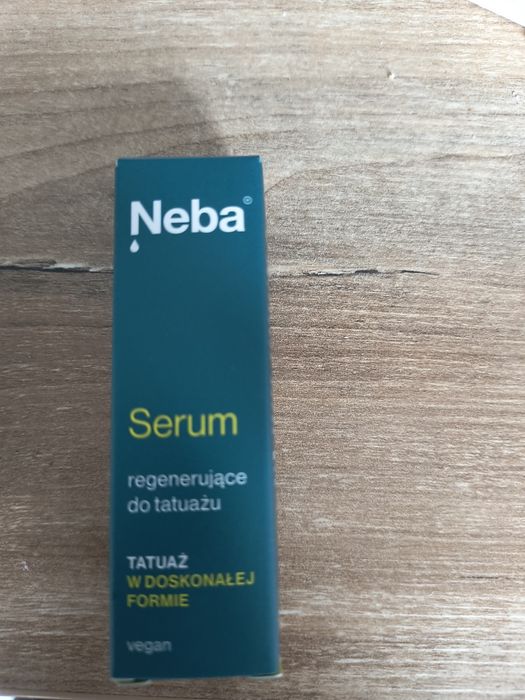 Neba®
Serum
regenerujące
do tatuażu
TATUAŻ
W DOSKONAŁEJ
FORMIE
vegan